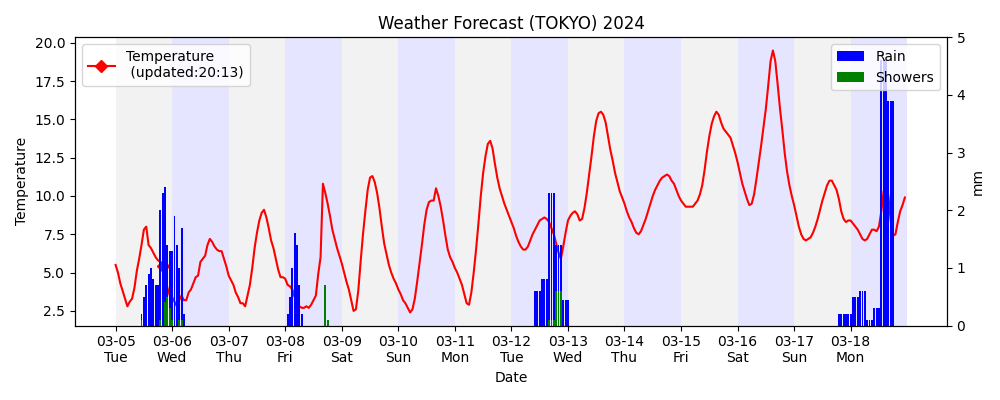 Weather Forecast (TOKYO) 2024
Temperature
(updated:20:13)
Rain
Showers
20.0
17.5
15.0
12.5
10.0
7.5
5.0
2.5
Temperature
5
4
3
2
1
0
mm
03-05 03-06 03-07 03-08 03-09 03-10 03-11 03-12 03-13 03-14 03-15 03-16 03-17 03-18
Tue Wed Thu Fri Sat Sun Mon Tue Wed Thu Fri Sat Sun Mon
Date